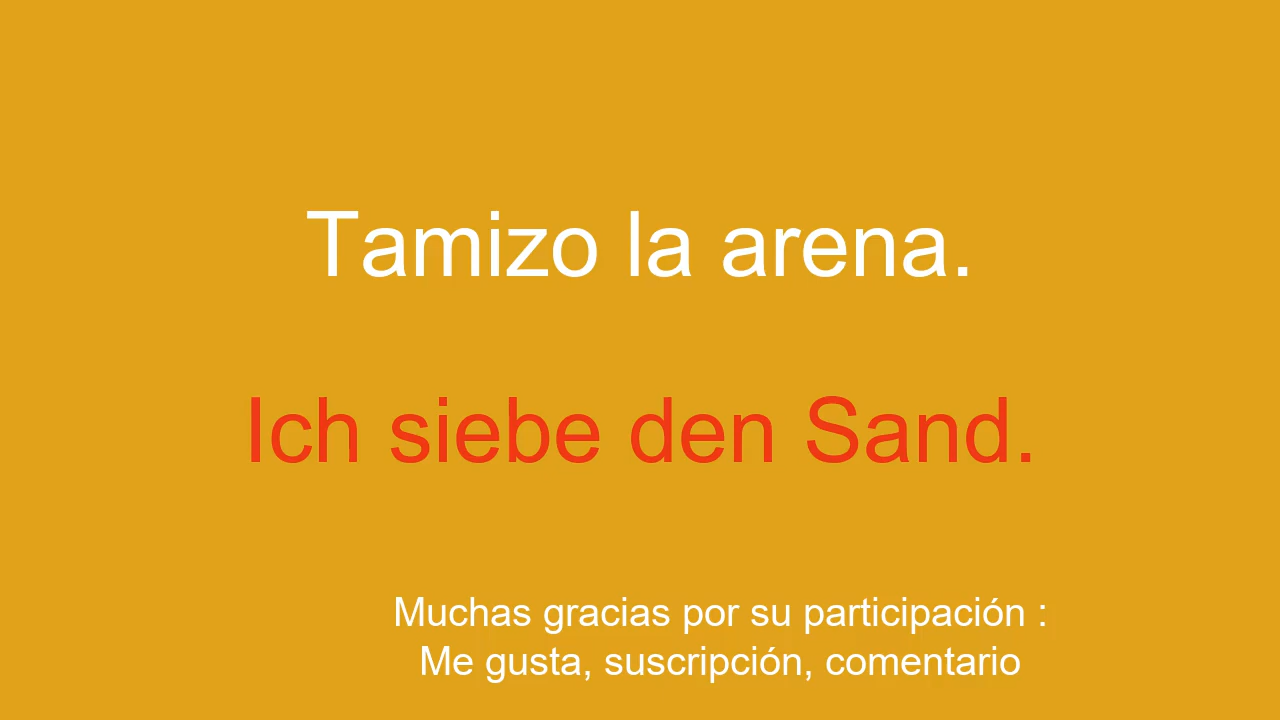 Tamizo la arena.
Ich siebe den Sand.
Muchas gracias por su participación :
Me gusta, suscripción, comentario